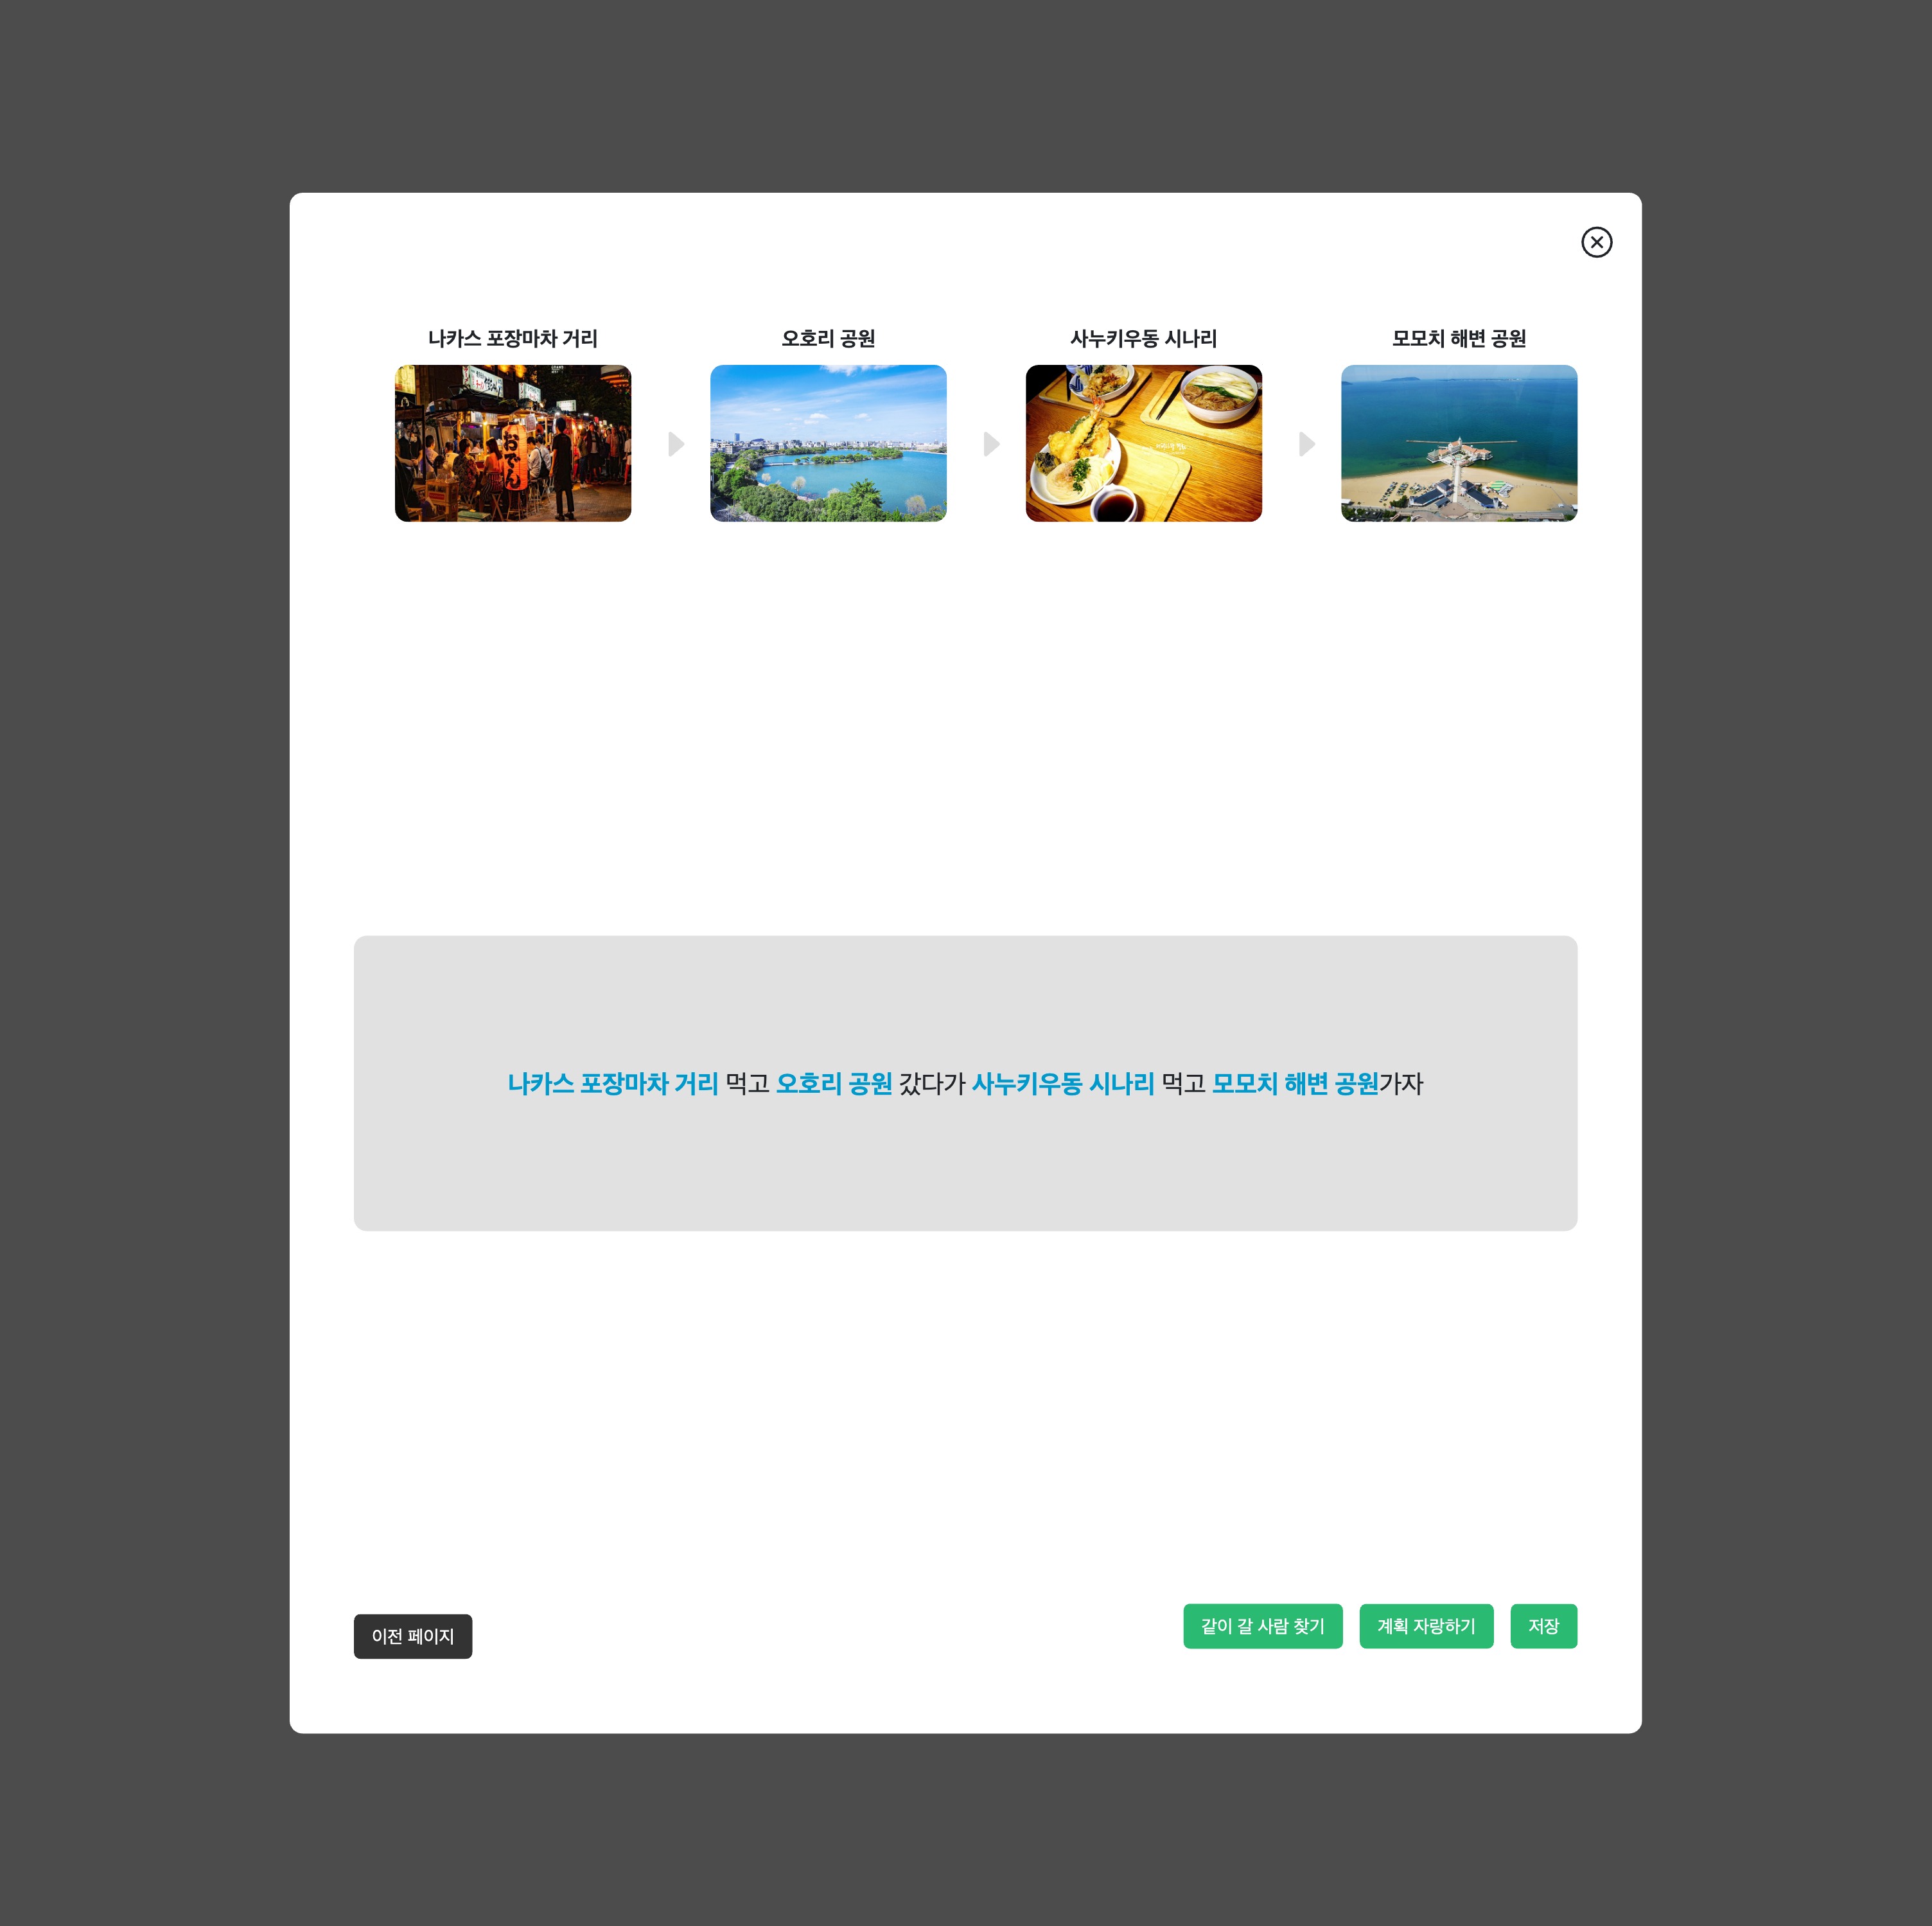 나카스 포장마차 거리
오호리 공원
사누키우동 시나리
모모치 해변 공원
おでん
나카스 포장마차 거리 먹고 오호리 공원 갔다가 사누키우동 시나리 먹고 모모치 해변 공원가자
이전 페이지
같이 갈 사람 찾기
계획 자랑하기
저장